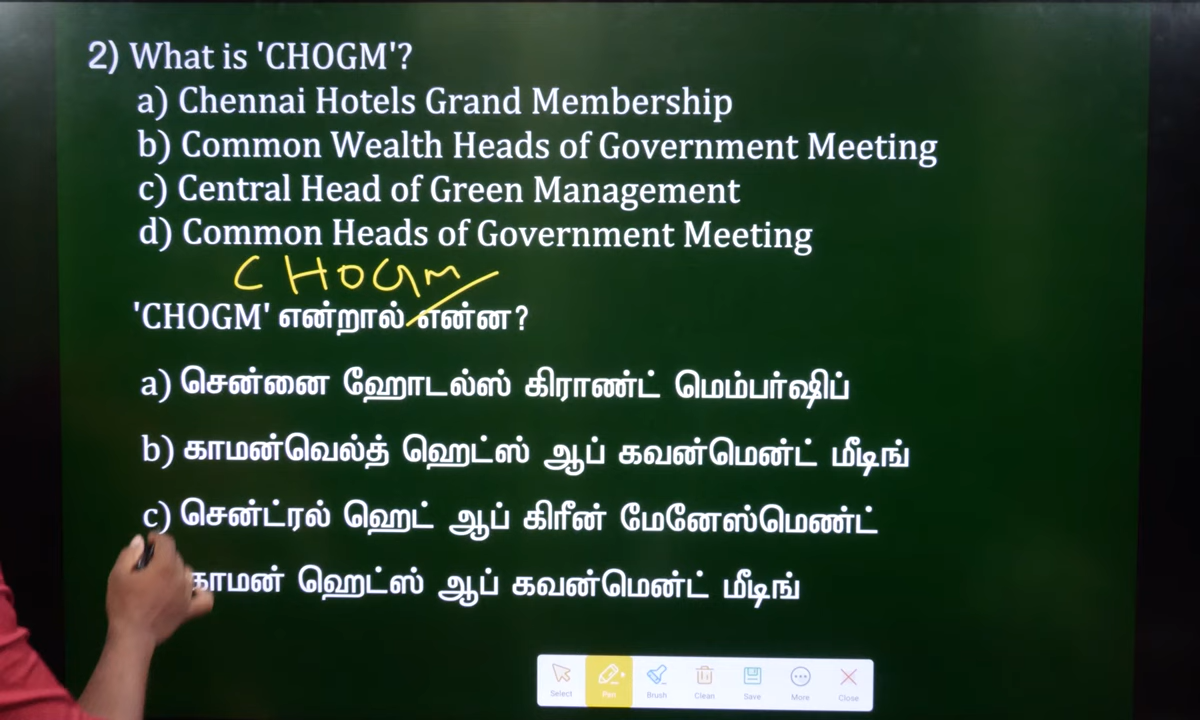 2) What is 'CHOGM'?
a) Chennai Hotels Grand Membership
b) Common Wealth Heads of Government Meeting
c) Central Head of Green Management
d) Common Heads of Government Meeting
CHOGM
'CHOGM' என்றால் என்ன?
a) சென்னை ஹோடல்ஸ் கிராண்ட் மெம்பர்ஷிப்
b) காமன்வெல்த் ஹெட்ஸ் ஆப் கவன்மென்ட் மீடிங்
c) சென்ட்ரல் ஹெட் ஆப் கிரீன் மேனேஸ்மெண்ட்
காமன் ஹெட்ஸ் ஆப் கவன்மென்ட் மீடிங்
Select Pen Brush Clean Save More Close